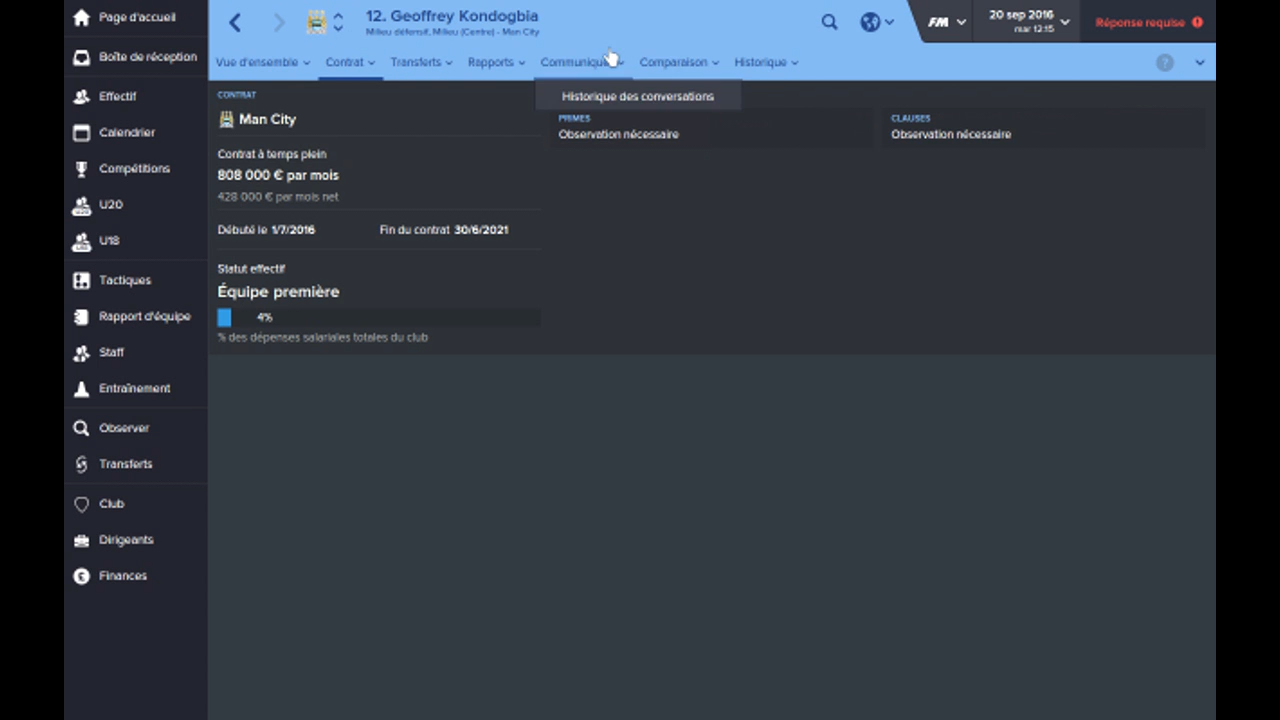 Page d'accueil
Boîte de réception
Effectif
Calendrier
Compétitions
U20
U18
Tactiques
Rapport d'équipe
Staff
Entraînement
Observer
Transferts
Club
Dirigeants
Finances
12. Geoffrey Kondogbia
Milieu défensif, Milieu (Centre) - Man City
FM
20 sep 2016
mar 12:15
Réponse requise
Vue d'ensemble
Contrat
Transferts
Rapports
Comparaison
Historique
Historique des conversations
CONTRAT
Man City
Contrat à temps plein
808 000 € par mois
428 000 € par mois net
Débuté le 1/7/2016
Fin du contrat 30/6/2021
Statut effectif
Équipe première
4%
% des dépenses salariales totales du club
PRIMES
Observation nécessaire
CLAUSES
Observation nécessaire